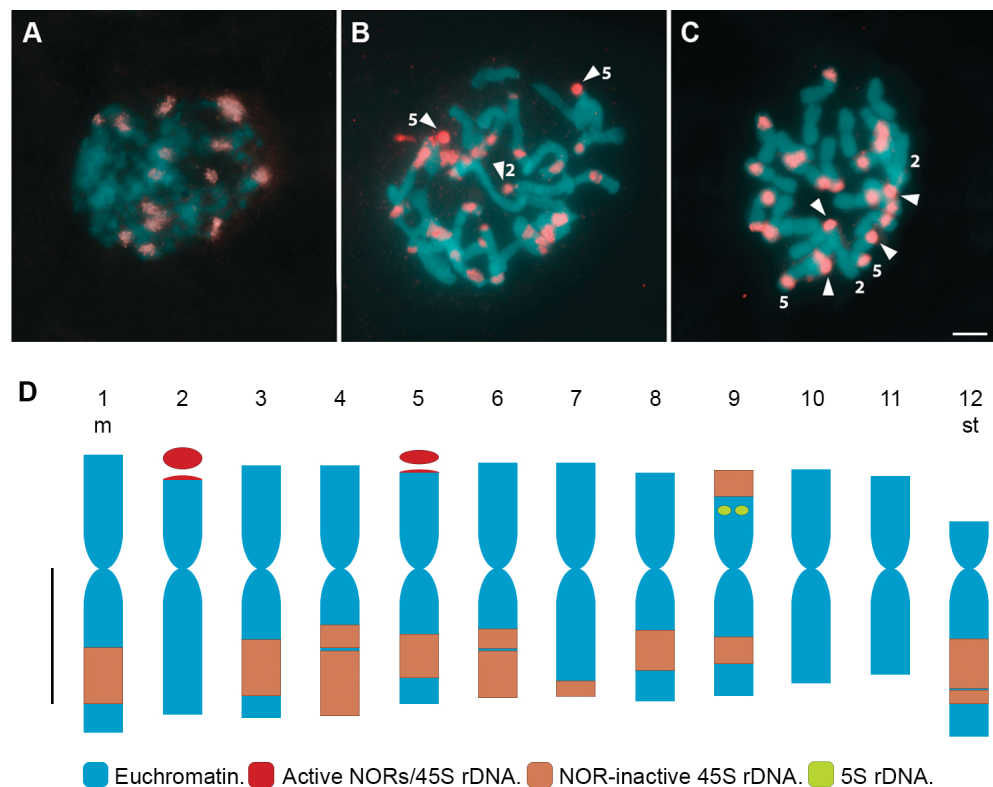 A B C
5
5
2
2
5
5 2
D
1 2 3 4 5 6 7 8 9 10 11 12
m st
Euchromatin. Active NORs/45S rDNA. NOR-inactive 45S rDNA. 5S rDNA.